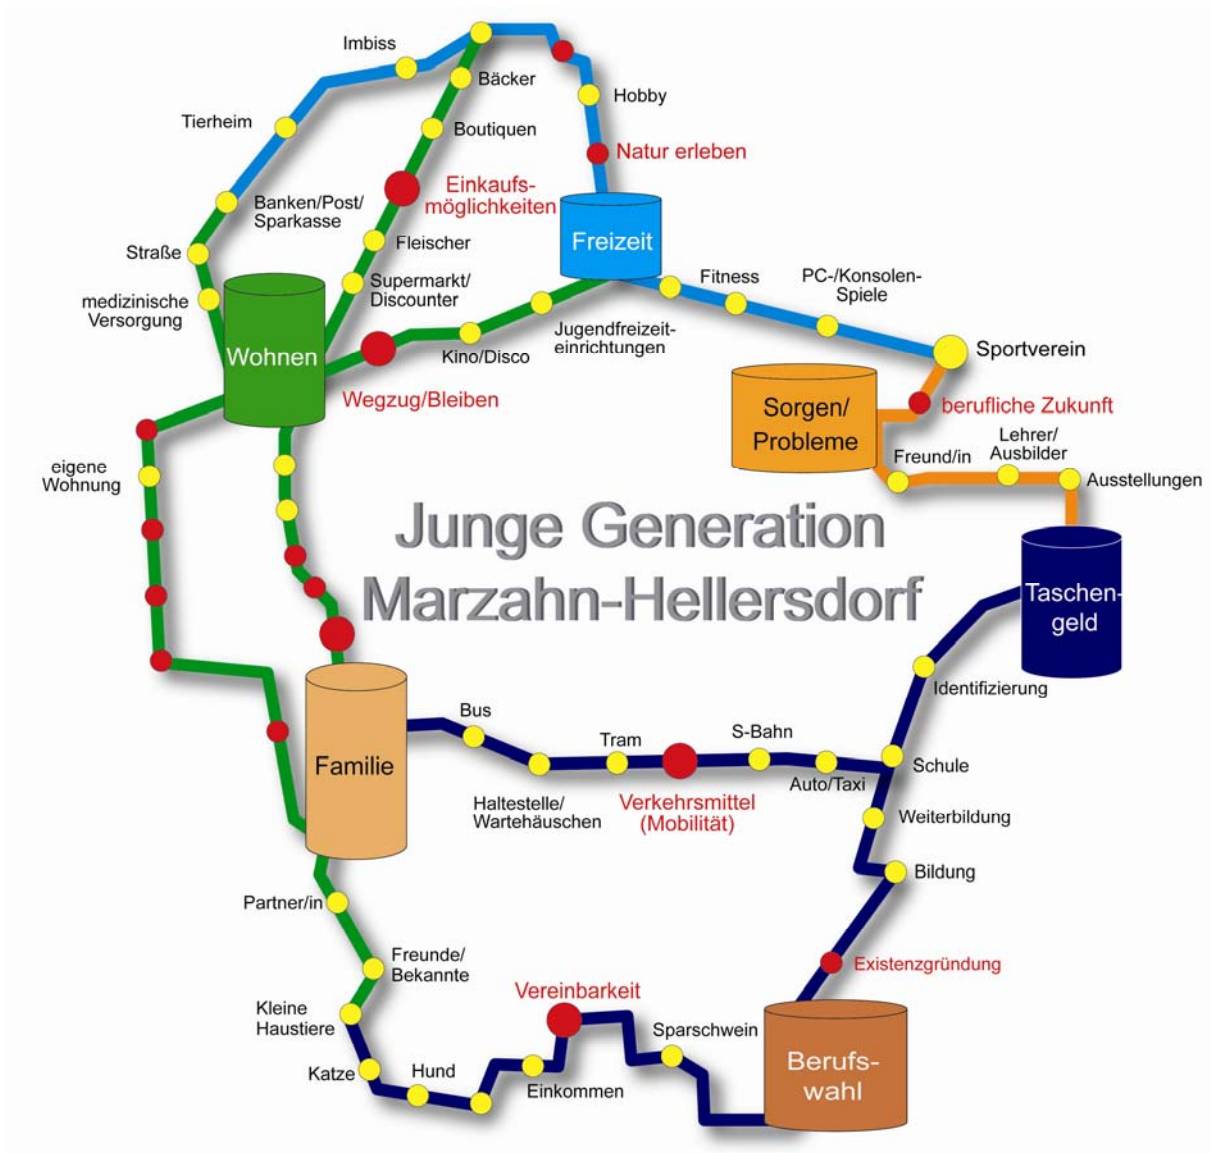 Imbiss
Bäcker
Hobby
Tierheim
Boutiquen
Natur erleben
Einkaufs-
möglichkeiten
Banken/Post/
Sparkasse
Freizeit
Straße
Fleischer
Supermarkt/
Discounter
Fitness
PC-/Konsolen-
Spiele
medizinische
Versorgung
Wohnen
Kino/Disco
Jugendfreizeit-
einrichtungen
Sportverein
Wegzug/Bleiben
Sorgen/
Probleme
berufliche Zukunft
Freund/in
Lehrer/
Ausbilder
Ausstellungen
eigene
Wohnung
Junge Generation
Marzahn-Hellersdorf
Taschen-
geld
Identifizierung
Bus
Tram
S-Bahn
Familie
Schule
Auto/Taxi
Haltestelle/
Wartehäuschen
Verkehrsmittel
(Mobilität)
Weiterbildung
Bildung
Partner/in
Freunde/
Bekannte
Existenzgründung
Vereinbarkeit
Kleine
Haustiere
Sparschwein
Katze
Hund
Einkommen
Berufs-
wahl